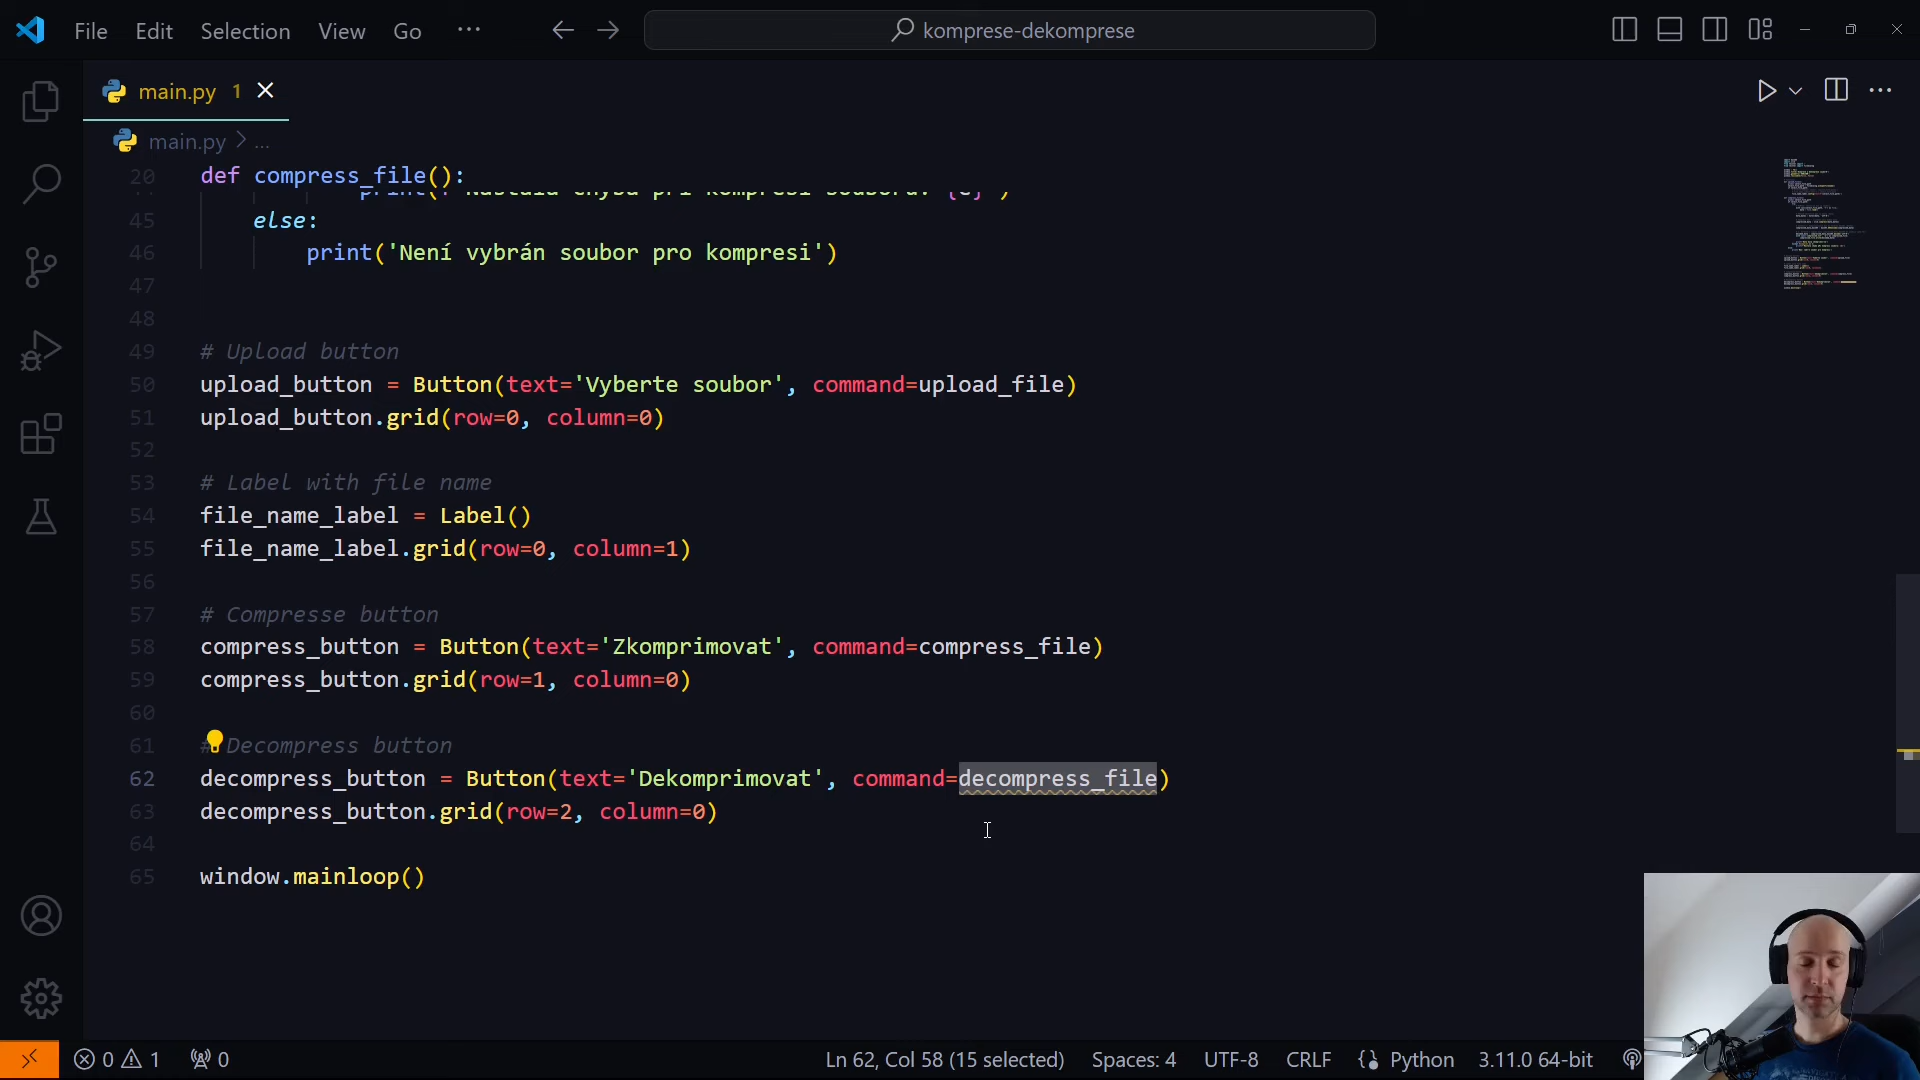 File Edit Selection View Go ··· komprese-dekomprese
main.py 1
main.py > ...
20 def compress_file():
45 else:
46 print('Není vybrán soubor pro kompresi')
47
48
49 # Upload button
50 upload_button = Button(text='Vyberte soubor', command=upload_file)
51 upload_button.grid(row=0, column=0)
52
53 # Label with file name
54 file_name_label = Label()
55 file_name_label.grid(row=0, column=1)
56
57 # Compresse button
58 compress_button = Button(text='Zkomprimovat', command=compress_file)
59 compress_button.grid(row=1, column=0)
60
61 # Decompress button
62 decompress_button = Button(text='Dekomprimovat', command=decompress_file)
63 decompress_button.grid(row=2, column=0)
64
65 window.mainloop()
0 1 0 Ln 62, Col 58 (15 selected) Spaces: 4 UTF-8 CRLF Python 3.11.0 64-bit